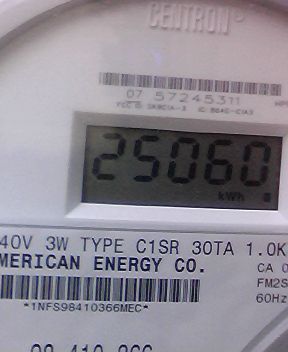 CENTRON®
07 57245311
25060
kWh
40V 3W TYPE C1SR 30TA 1.0K
MERICAN ENERGY CO.
CA 0
FM2S
60Hz
*1NFS98410366MEC*